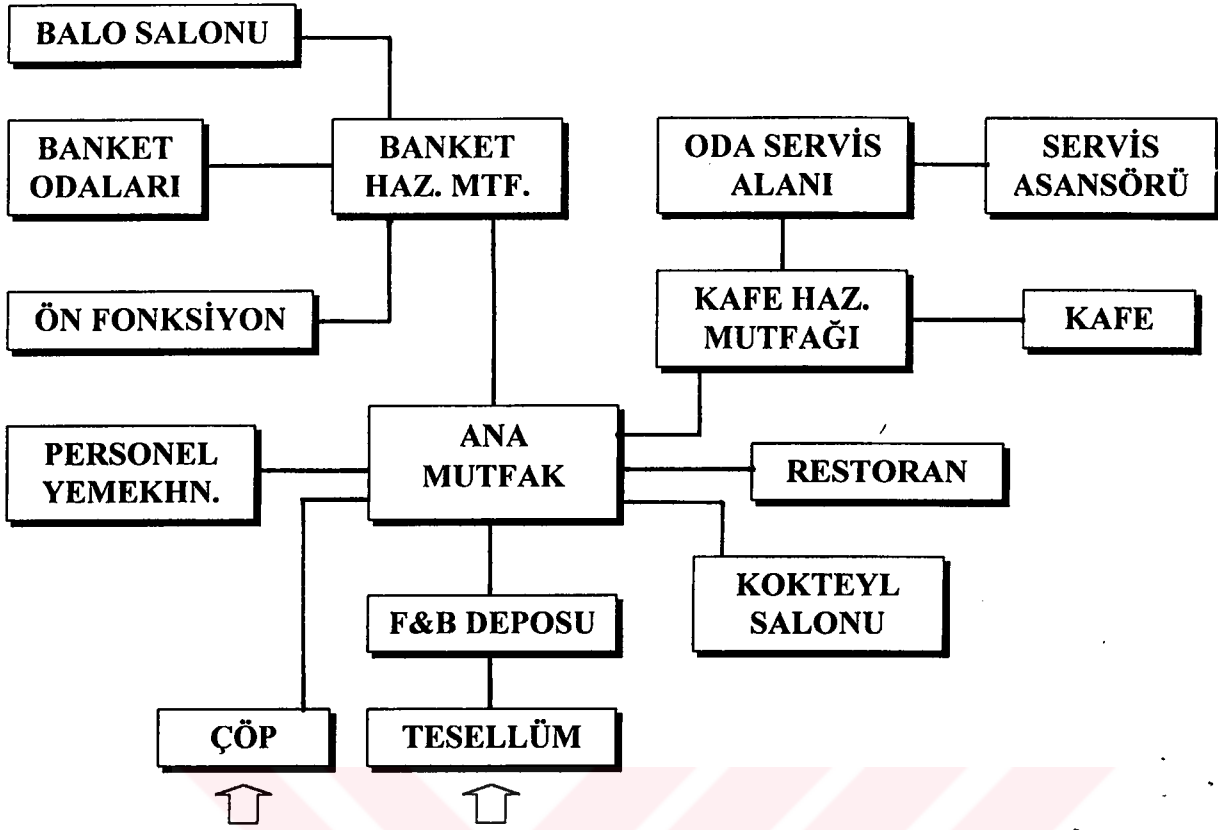 BALO SALONU
BANKET
ODALARI
BANKET
HAZ. MTF.
ODA SERVİS
ALANI
SERVİS
ASANSÖRÜ
ÖN FONKSİYON
KAFE HAZ.
MUTFAĞI
KAFE
PERSONEL
YEMEKHN.
ANA
MUTFAK
RESTORAN
KOKTEYL
SALONU
F&B DEPOSU
ÇÖP
TESELLÜM